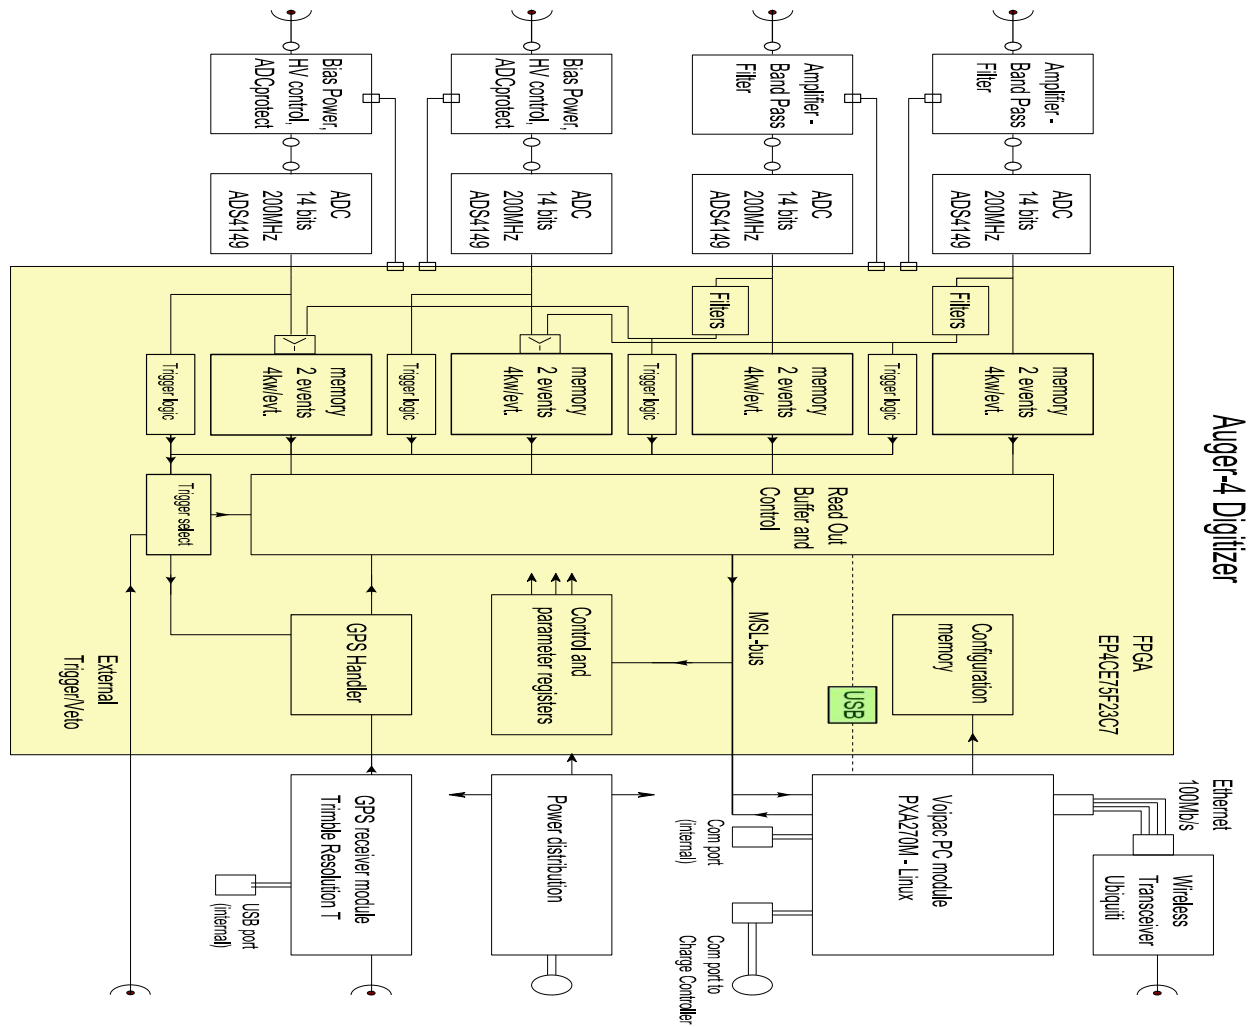 Auger-4 Digitizer
Amplifier -
Band Pass
Filter
Amplifier -
Band Pass
Filter
Bias Power,
HV control,
ADCprotect
Bias Power,
HV control,
ADCprotect
ADC
14 bits
200MHz
ADS4149
ADC
14 bits
200MHz
ADS4149
ADC
14 bits
200MHz
ADS4149
ADC
14 bits
200MHz
ADS4149
Filters
Filters
memory
2 events
4kw/evt.
Trigger logic
memory
2 events
4kw/evt.
Trigger logic
memory
2 events
4kw/evt.
Trigger logic
memory
2 events
4kw/evt.
Trigger logic
Read Out
Buffer and
Control
Trigger select
FPGA
EP4CE75F23C7
Configuration
memory
USB
MSL-bus
Control and
parameter registers
GPS Handler
External
Trigger/Veto
Ethernet
100Mb/s
Wireless
Transceiver
Ubiquiti
Voipac PC module
PXA270M - Linux
Com port
(internal)
Com port to
Charge Controller
Power distribution
GPS receiver module
Trimble Resolution T
USB port
(internal)